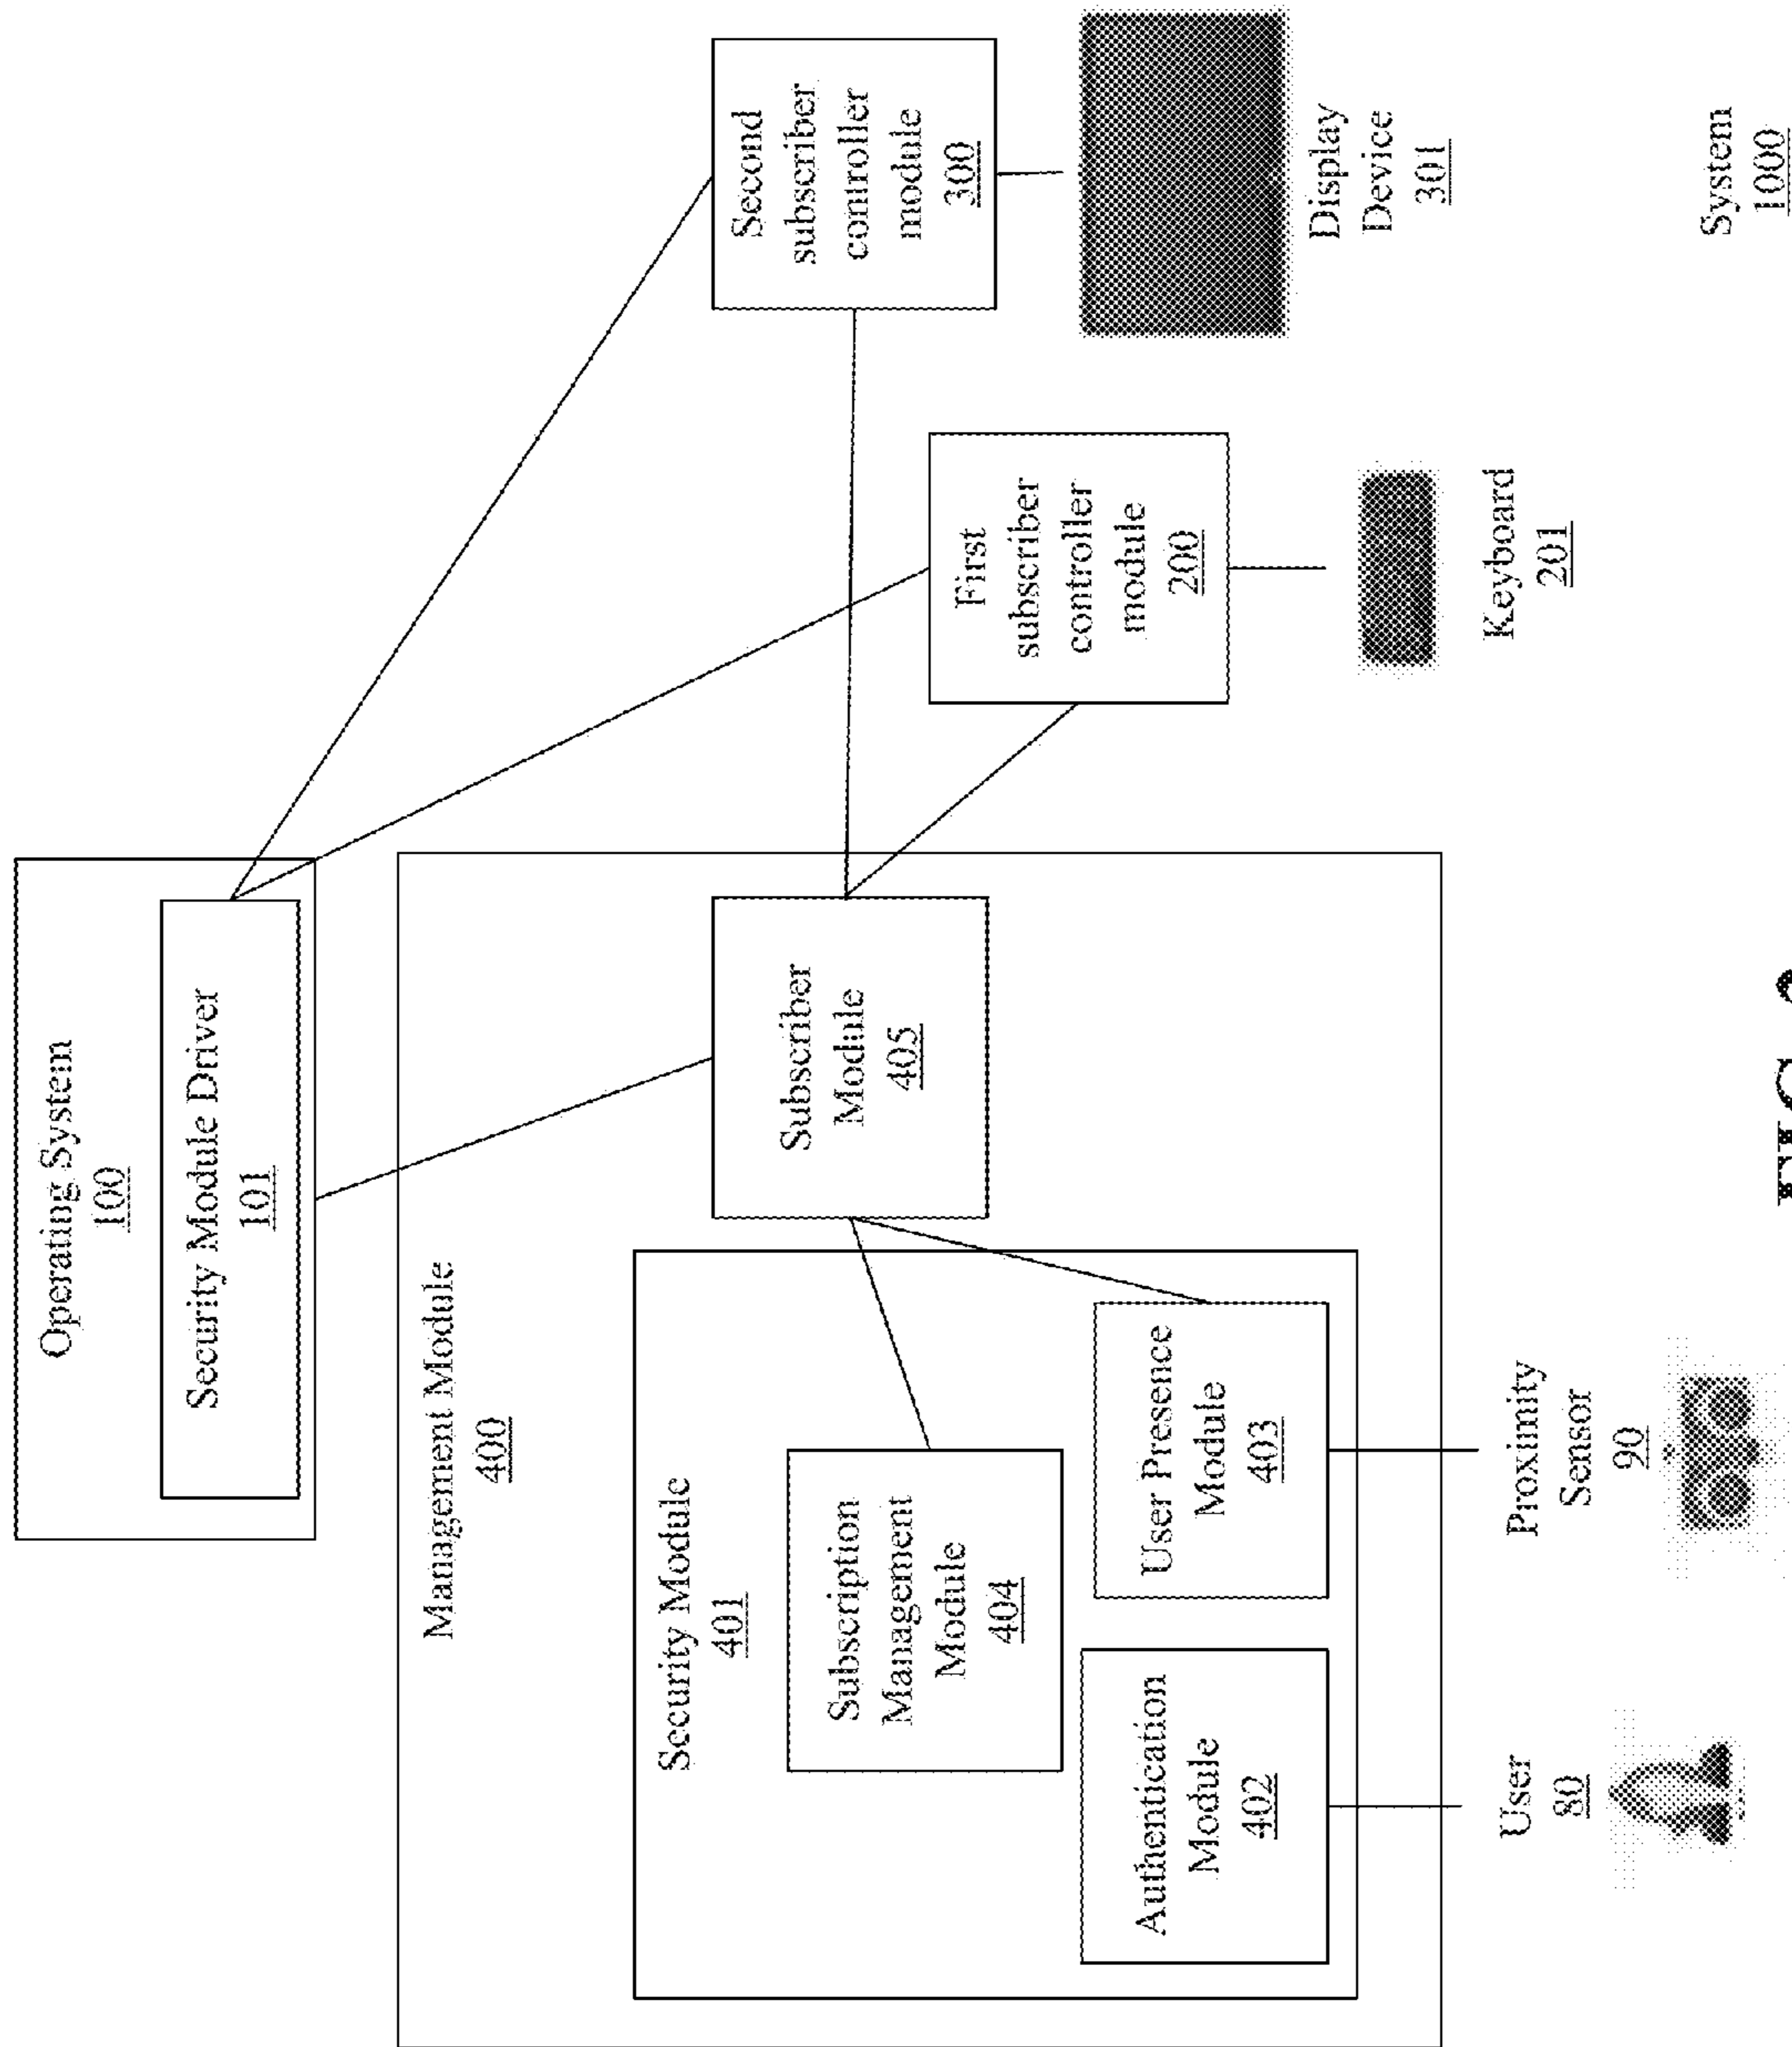 Operating System
100
Security Module Driver
101
Management Module
400
Security Module
401
Subscription
Management
Module
404
Authentication
Module
402
User Presence
Module
403
Subscriber
Module
405
First
subscriber
controller
module
200
Second
subscriber
controller
module
300
User
80
Proximity
Sensor
90
Keyboard
201
Display
Device
301
System
1000